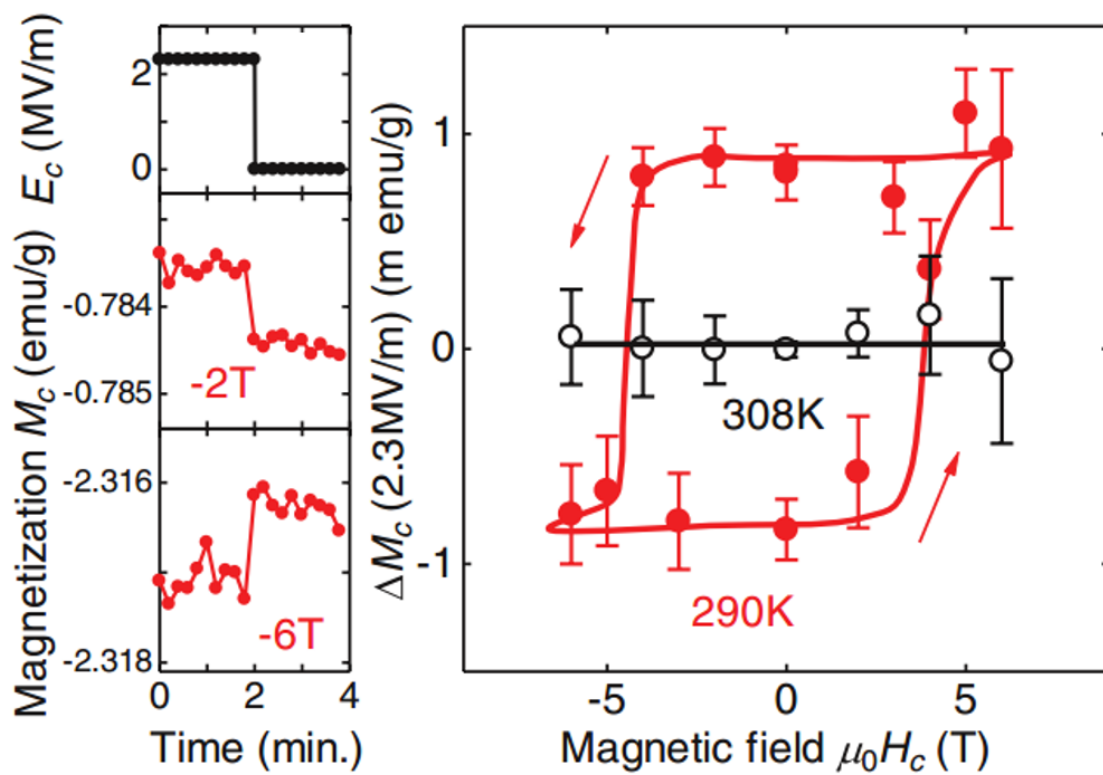 E_c (MV/m)
2
0
Magnetization M_c (emu/g)
-0.784
-0.785
-2T
-2.316
-2.318
-6T
0 2 4
Time (min.)
ΔM_c (2.3MV/m) (m emu/g)
1
0
-1
308K
290K
-5 0 5
Magnetic field μ₀H_c (T)